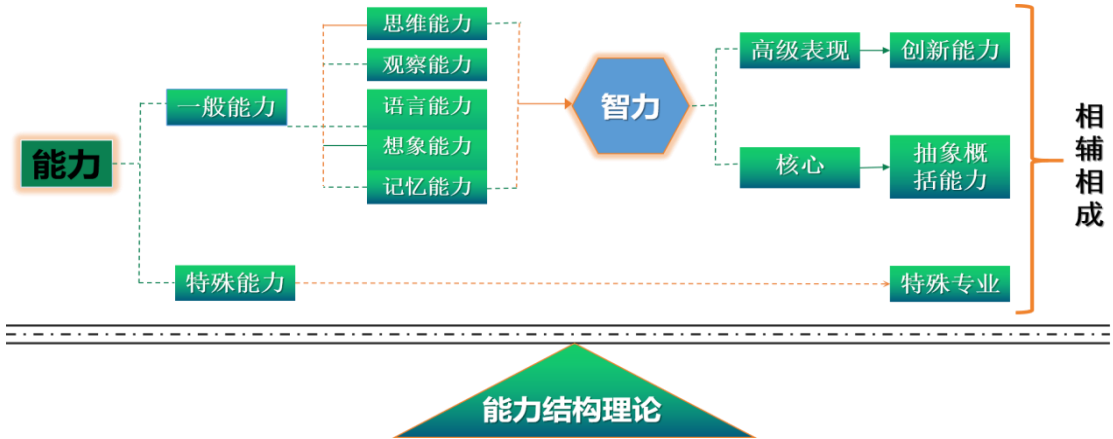 能力
一般能力
思维能力
观察能力
语言能力
想象能力
记忆能力
智力
高级表现
创新能力
核心
抽象概
括能力
特殊能力
特殊专业
相
辅
相
成
能力结构理论